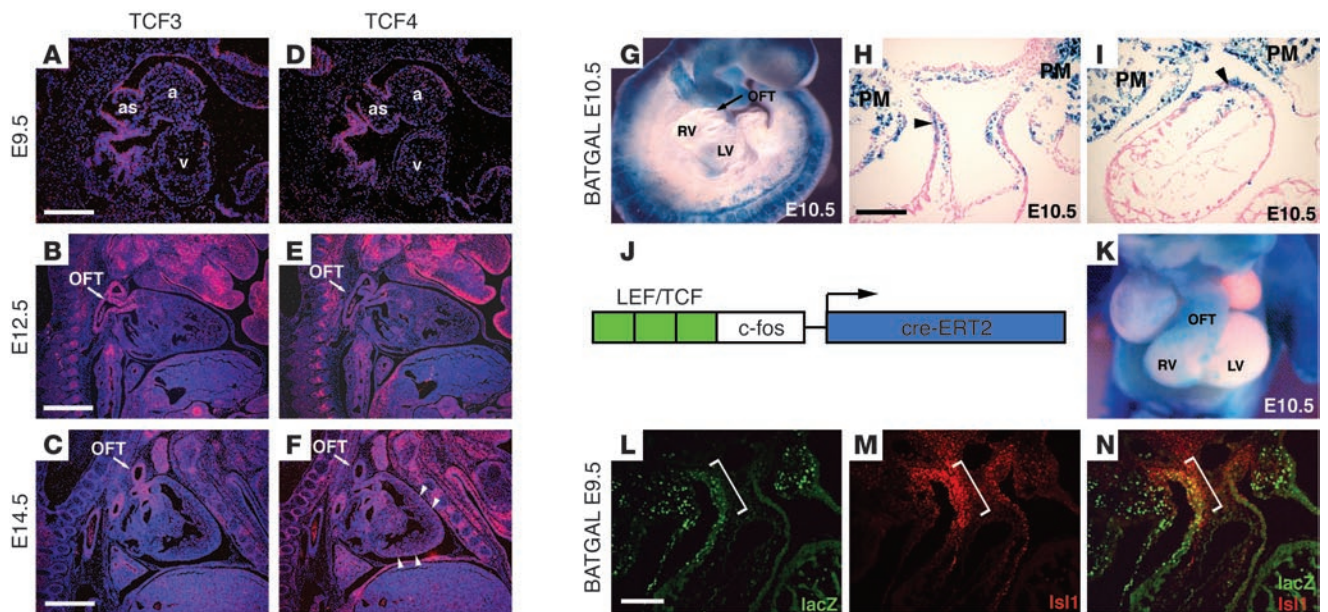 TCF3
TCF4
E9.5
A
as
a
v
D
as
a
v
E12.5
B
OFT
E
OFT
E14.5
C
OFT
F
OFT
BATGAL E10.5
G
OFT
RV
LV
E10.5
H
PM
PM
E10.5
I
PM
PM
E10.5
J
LEF/TCF
c-fos
cre-ERT2
K
OFT
RV
LV
E10.5
BATGAL E9.5
L
lacZ
M
Isl1
N
lacZ
Isl1